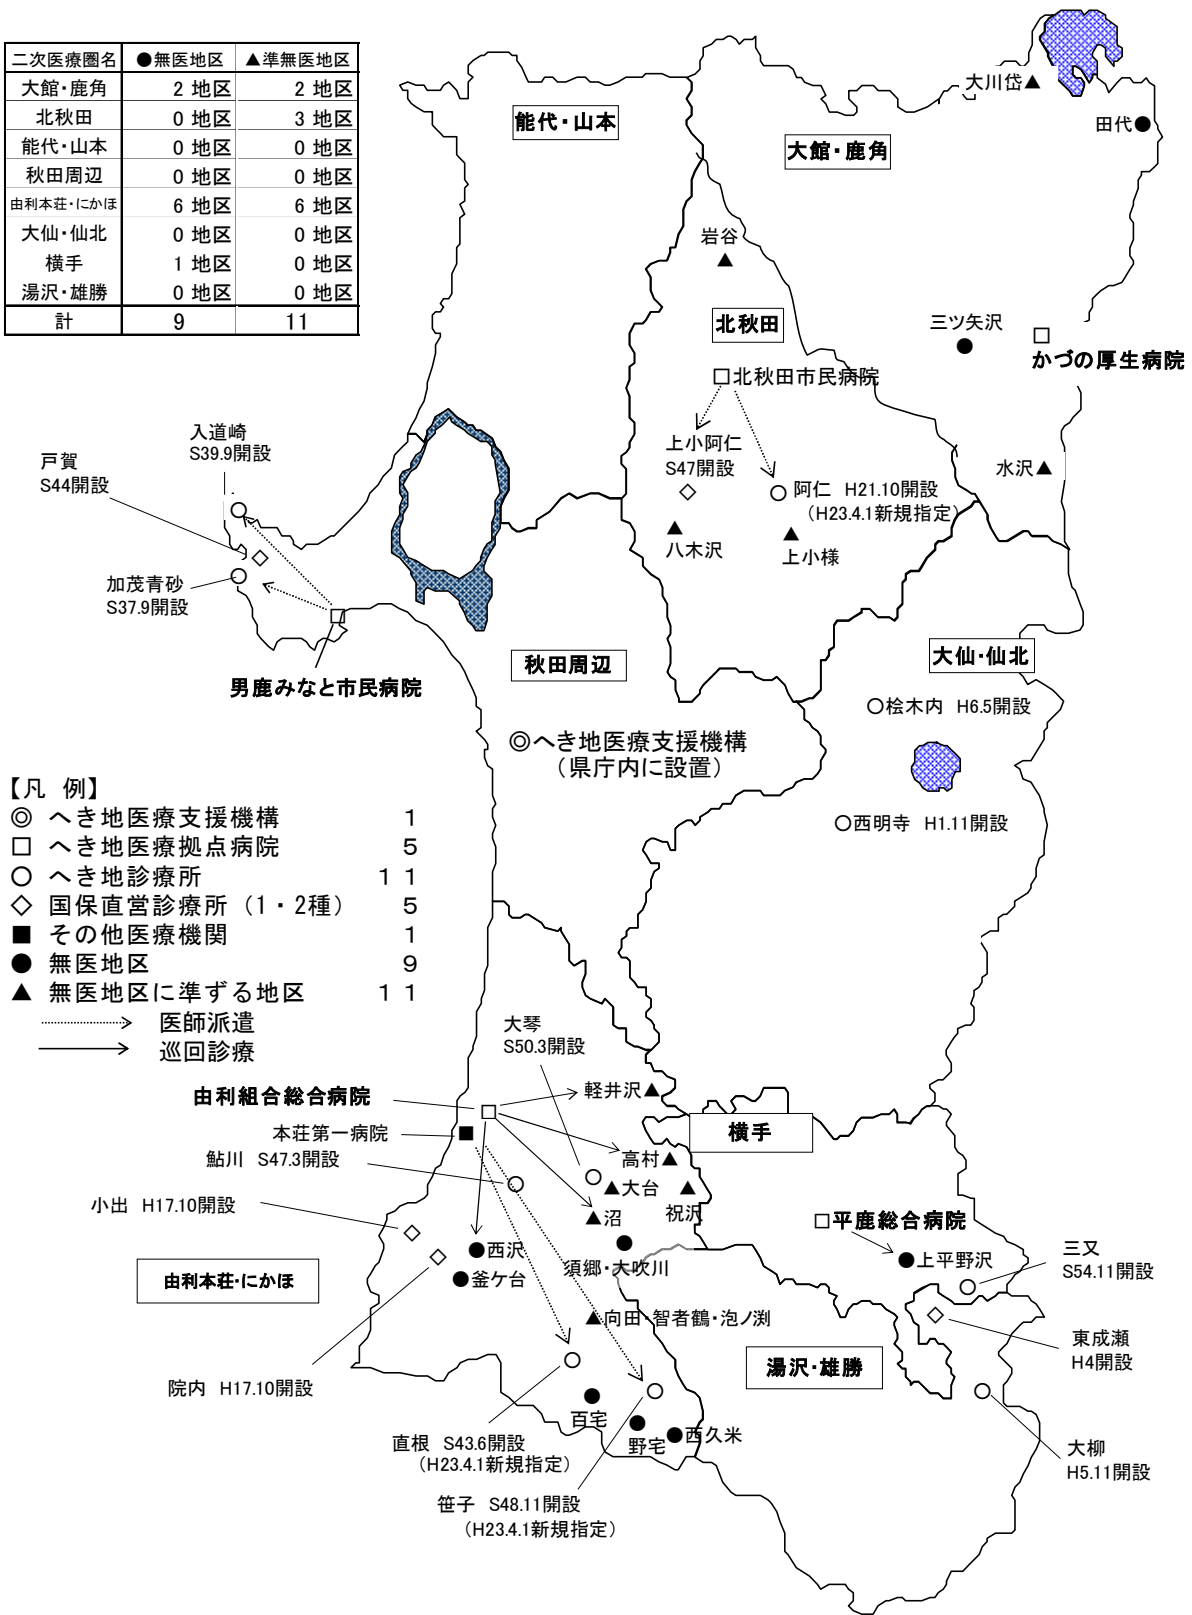 二次医療圏名 ●無医地区 ▲準無医地区
大館・鹿角 2 地区 2 地区
北秋田 0 地区 3 地区
能代・山本 0 地区 0 地区
秋田周辺 0 地区 0 地区
由利本荘・にかほ 6 地区 6 地区
大仙・仙北 0 地区 0 地区
横手 1 地区 0 地区
湯沢・雄勝 0 地区 0 地区
計 9 11
能代・山本
大館・鹿角
大川岱▲
田代●
岩谷
▲
北秋田
三ツ矢沢
●
□
かづの厚生病院
□北秋田市民病院
上小阿仁
S47開設
◇
○ 阿仁 H21.10開設
（H23.4.1新規指定）
▲
八木沢
▲
上小様
水沢▲
入道崎
S39.9開設
戸賀
S44開設
加茂青砂
S37.9開設
男鹿みなと市民病院
秋田周辺
◎へき地医療支援機構
（県庁内に設置）
大仙・仙北
○桧木内 H6.5開設
○西明寺 H1.11開設
【凡 例】
◎ へき地医療支援機構 1
□ へき地医療拠点病院 5
○ へき地診療所 11
◇ 国保直営診療所（1・2種） 5
■ その他医療機関 1
● 無医地区 9
▲ 無医地区に準ずる地区 11
医師派遣
巡回診療
大琴
S50.3開設
軽井沢▲
由利組合総合病院
本荘第一病院
鮎川 S47.3開設
小出 H17.10開設
横手
高村▲
▲大台
▲
祝沢
▲沼
●西沢
●釜ケ台
●
須郷・大吹川
由利本荘・にかほ
▲向田・智者鶴・泡ノ渕
院内 H17.10開設
●
百宅
●
野宅
●西久米
直根 S43.6開設
（H23.4.1新規指定）
笹子 S48.11開設
（H23.4.1新規指定）
□平鹿総合病院
●上平野沢
三又
S54.11開設
東成瀬
H4開設
湯沢・雄勝
大柳
H5.11開設